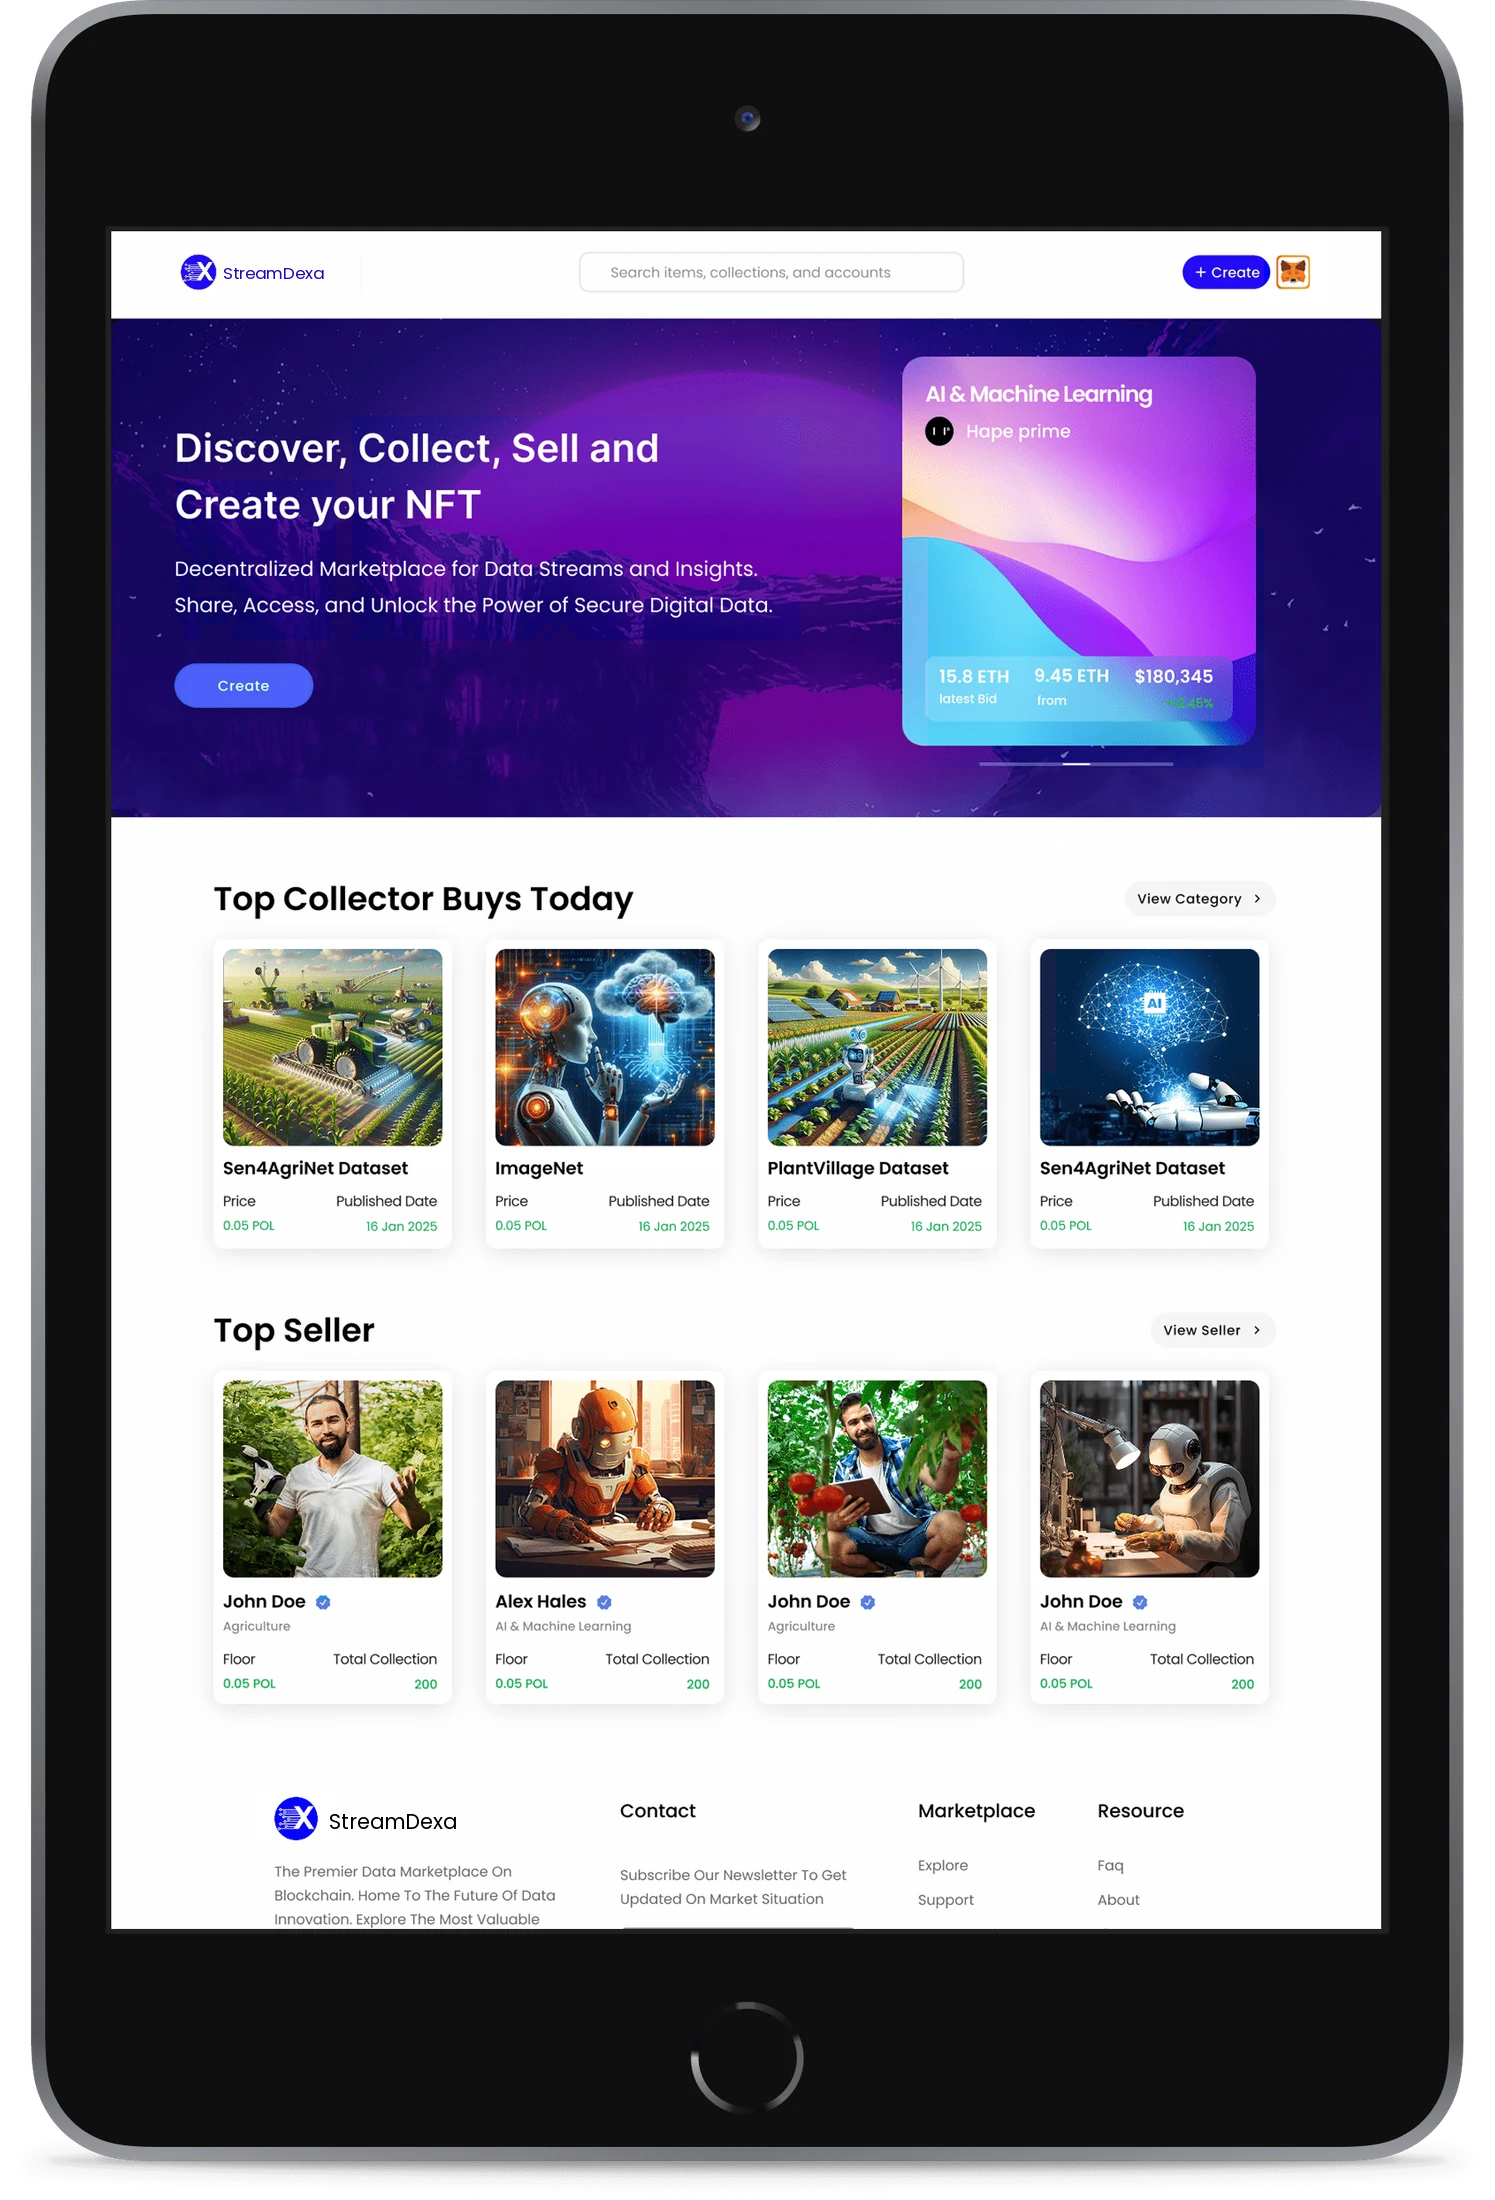 StreamDexa
Search items, collections, and accounts
+ Create
Discover, Collect, Sell and
Create your NFT
Decentralized Marketplace for Data Streams and Insights.
Share, Access, and Unlock the Power of Secure Digital Data.
Create
AI & Machine Learning
Hape prime
15.8 ETH 9.45 ETH $180,345
latest Bid from
Top Collector Buys Today
View Category
AI
Sen4AgriNet Dataset ImageNet PlantVillage Dataset Sen4AgriNet Dataset
Price Published Date Price Published Date Price Published Date Price Published Date
0.05 POL 16 Jan 2025 0.05 POL 16 Jan 2025 0.05 POL 16 Jan 2025 0.05 POL 16 Jan 2025
Top Seller
View Seller
John Doe Alex Hales John Doe John Doe
Agriculture AI & Machine Learning Agriculture AI & Machine Learning
Floor Total Collection Floor Total Collection Floor Total Collection Floor Total Collection
0.05 POL 200 0.05 POL 200 0.05 POL 200 0.05 POL 200
StreamDexa
The Premier Data Marketplace On
Blockchain. Home To The Future Of Data
Innovation. Explore The Most Valuable
Contact
Subscribe Our Newsletter To Get
Updated On Market Situation
Marketplace
Explore
Support
Resource
Faq
About